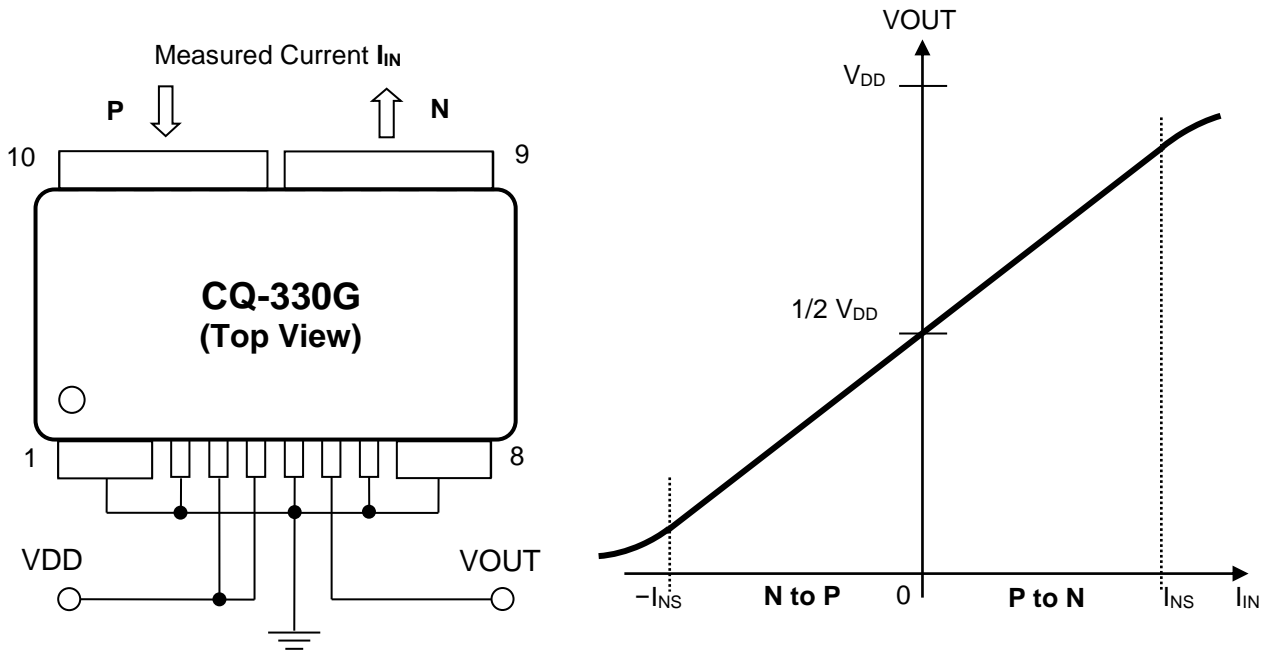 Measured Current IIN
P
N
10
9
CQ-330G
(Top View)
1
8
VDD
VOUT
VOUT
VDD
1/2 VDD
−INS
N to P
0
P to N
INS
IIN